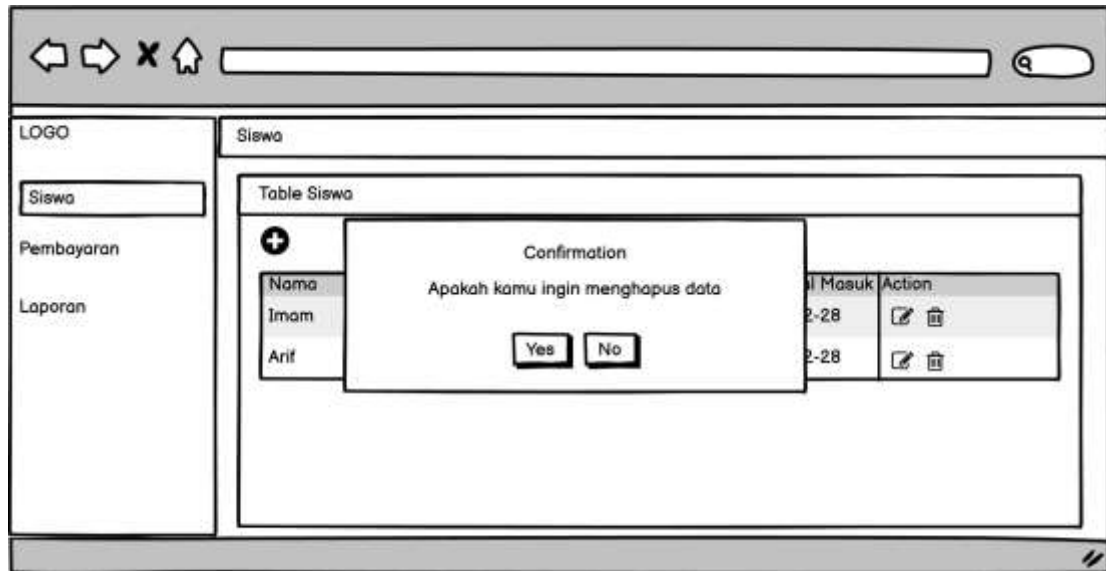 LOGO
Siswa
Siswa
Table Siswa
Pembayaran
Confirmation
Apakah kamu ingin menghapus data
Nama
Masuk
Action
Laporan
Imam
2-28
Yes
No
Arif
2-28